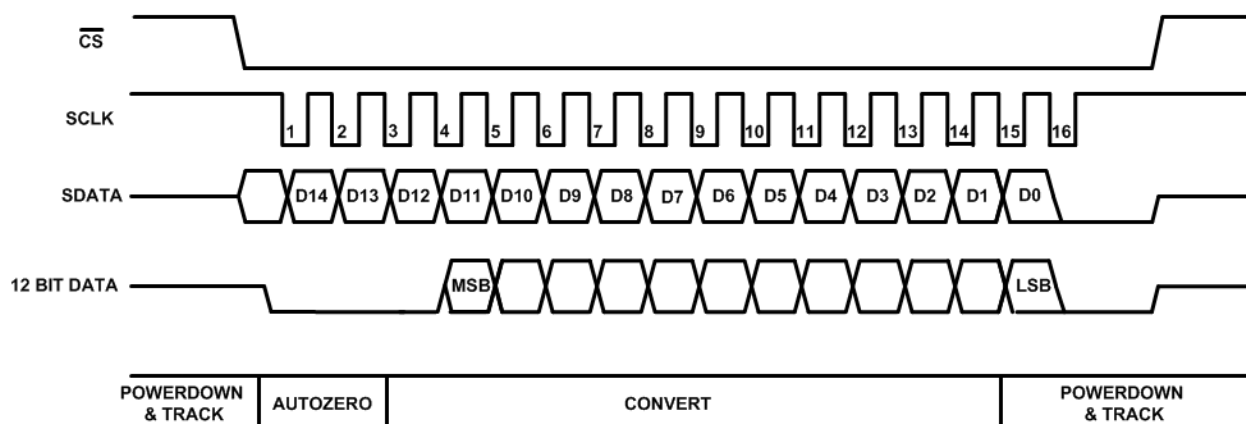 CS
SCLK
1 2 3 4 5 6 7 8 9 10 11 12 13 14 15 16
SDATA
D14 D13 D12 D11 D10 D9 D8 D7 D6 D5 D4 D3 D2 D1 D0
12 BIT DATA
MSB LSB
POWERDOWN
& TRACK
AUTOZERO
CONVERT
POWERDOWN
& TRACK